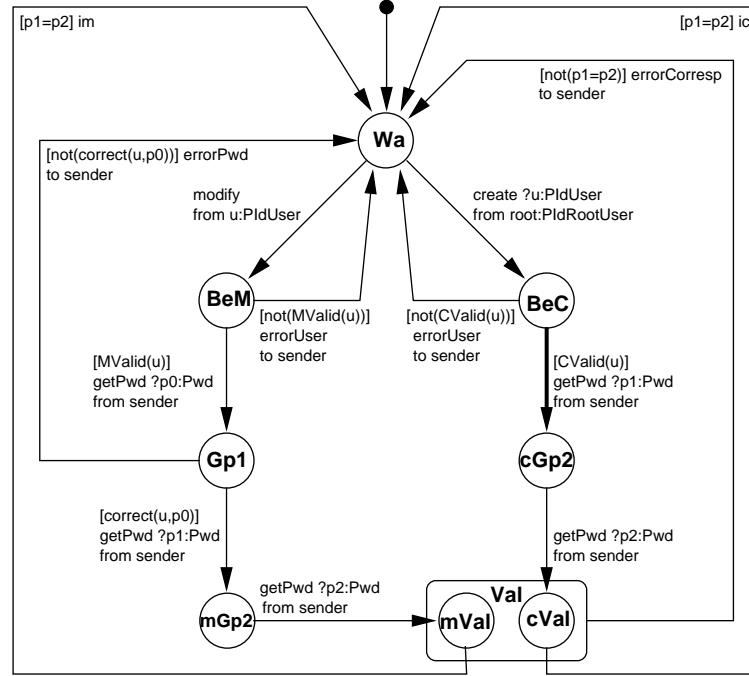 [p1=p2] im
[p1=p2] ic
[not(p1=p2)] errorCorresp
to sender
Wa
[not(correct(u,p0))] errorPwd
to sender
modify
from u:PIdUser
create ?u:PIdUser
from root:PIdRootUser
BeM
BeC
[not(MValid(u))]
errorUser
to sender
[not(CValid(u))]
errorUser
to sender
[MValid(u)]
getPwd ?p0:Pwd
from sender
[CValid(u)]
getPwd ?p1:Pwd
from sender
Gp1
cGp2
[correct(u,p0)]
getPwd ?p1:Pwd
from sender
getPwd ?p2:Pwd
from sender
getPwd ?p2:Pwd
from sender
Val
mGp2
mVal
cVal